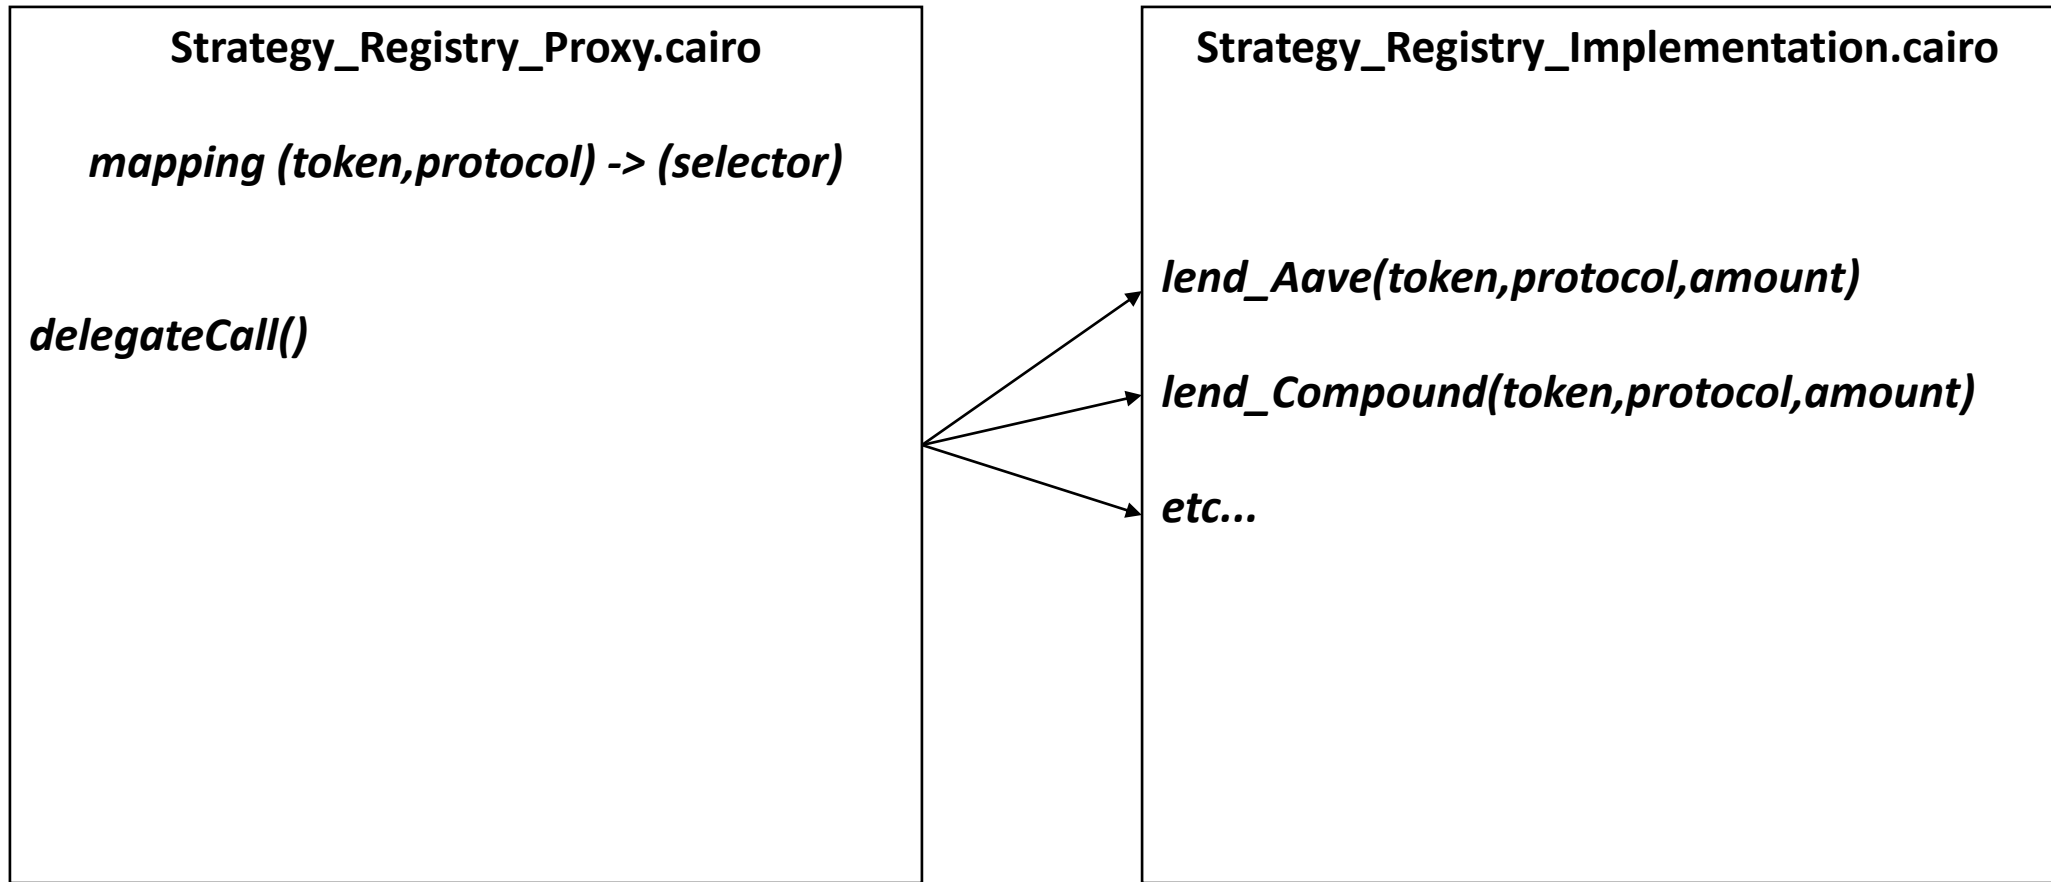 Strategy_Registry_Proxy.cairo
mapping (token,protocol) -> (selector)
delegateCall()
Strategy_Registry_Implementation.cairo
lend_Aave(token,protocol,amount)
lend_Compound(token,protocol,amount)
etc...